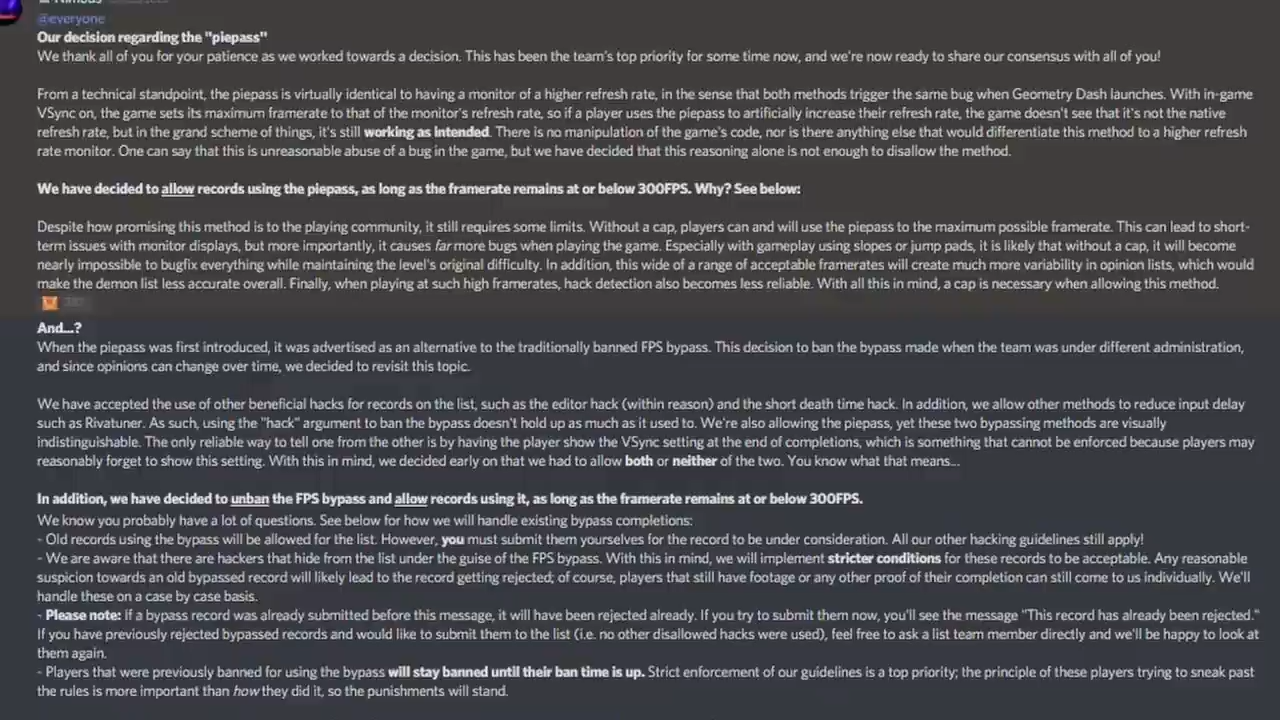 @everyone
Our decision regarding the "piepass"
We thank all of you for your patience as we worked towards a decision. This has been the team's top priority for some time now, and we're now ready to share our consensus with all of you!
From a technical standpoint, the piepass is virtually identical to having a monitor of a higher refresh rate, in the sense that both methods trigger the same bug when Geometry Dash launches. With in-game
VSync on, the game sets its maximum framerate to that of the monitor's refresh rate, so if a player uses the piepass to artificially increase their refresh rate, the game doesn't see that it's not the native
refresh rate, but in the grand scheme of things, it's still working as intended. There is no manipulation of the game's code, nor is there anything else that would differentiate this method to a higher refresh
rate monitor. One can say that this is unreasonable abuse of a bug in the game, but we have decided that this reasoning alone is not enough to disallow the method.
We have decided to allow records using the piepass, as long as the framerate remains at or below 300FPS. Why? See below:
Despite how promising this method is to the playing community, it still requires some limits. Without a cap, players can and will use the piepass to the maximum possible framerate. This can lead to short-
term issues with monitor displays, but more importantly, it causes far more bugs when playing the game. Especially with gameplay using slopes or jump pads, it is likely that without a cap, it will become
nearly impossible to bugfix everything while maintaining the level's original difficulty. In addition, this wide of a range of acceptable framerates will create much more variability in opinion lists, which would
make the demon list less accurate overall. Finally, when playing at such high framerates, hack detection also becomes less reliable. With all this in mind, a cap is necessary when allowing this method.
And...?
When the piepass was first introduced, it was advertised as an alternative to the traditionally banned FPS bypass. This decision to ban the bypass made when the team was under different administration,
and since opinions can change over time, we decided to revisit this topic.
We have accepted the use of other beneficial hacks for records on the list, such as the editor hack (within reason) and the short death time hack. In addition, we allow other methods to reduce input delay
such as Rivatuner. As such, using the "hack" argument to ban the bypass doesn't hold up as much as it used to. We're also allowing the piepass, yet these two bypassing methods are visually
indistinguishable. The only reliable way to tell one from the other is by having the player show the VSync setting at the end of completions, which is something that cannot be enforced because players may
reasonably forget to show this setting. With this in mind, we decided early on that we had to allow both or neither of the two. You know what that means...
In addition, we have decided to unban the FPS bypass and allow records using it, as long as the framerate remains at or below 300FPS.
We know you probably have a lot of questions. See below for how we will handle existing bypass completions:
- Old records using the bypass will be allowed for the list. However, you must submit them yourselves for the record to be under consideration. All our other hacking guidelines still apply!
- We are aware that there are hackers that hide from the list under the guise of the FPS bypass. With this in mind, we will implement stricter conditions for these records to be acceptable. Any reasonable
suspicion towards an old bypassed record will likely lead to the record getting rejected; of course, players that still have footage or any other proof of their completion can still come to us individually. We'll
handle these on a case by case basis.
- Please note: If a bypass record was already submitted before this message, it will have been rejected already. If you try to submit them now, you'll see the message "This record has already been rejected."
If you have previously rejected bypassed records and would like to submit them to the list (i.e. no other disallowed hacks were used), feel free to ask a list team member directly and we'll be happy to look at
them again.
- Players that were previously banned for using the bypass will stay banned until their ban time is up. Strict enforcement of our guidelines is a top priority; the principle of these players trying to sneak past
the rules is more important than how they did it, so the punishments will stand.